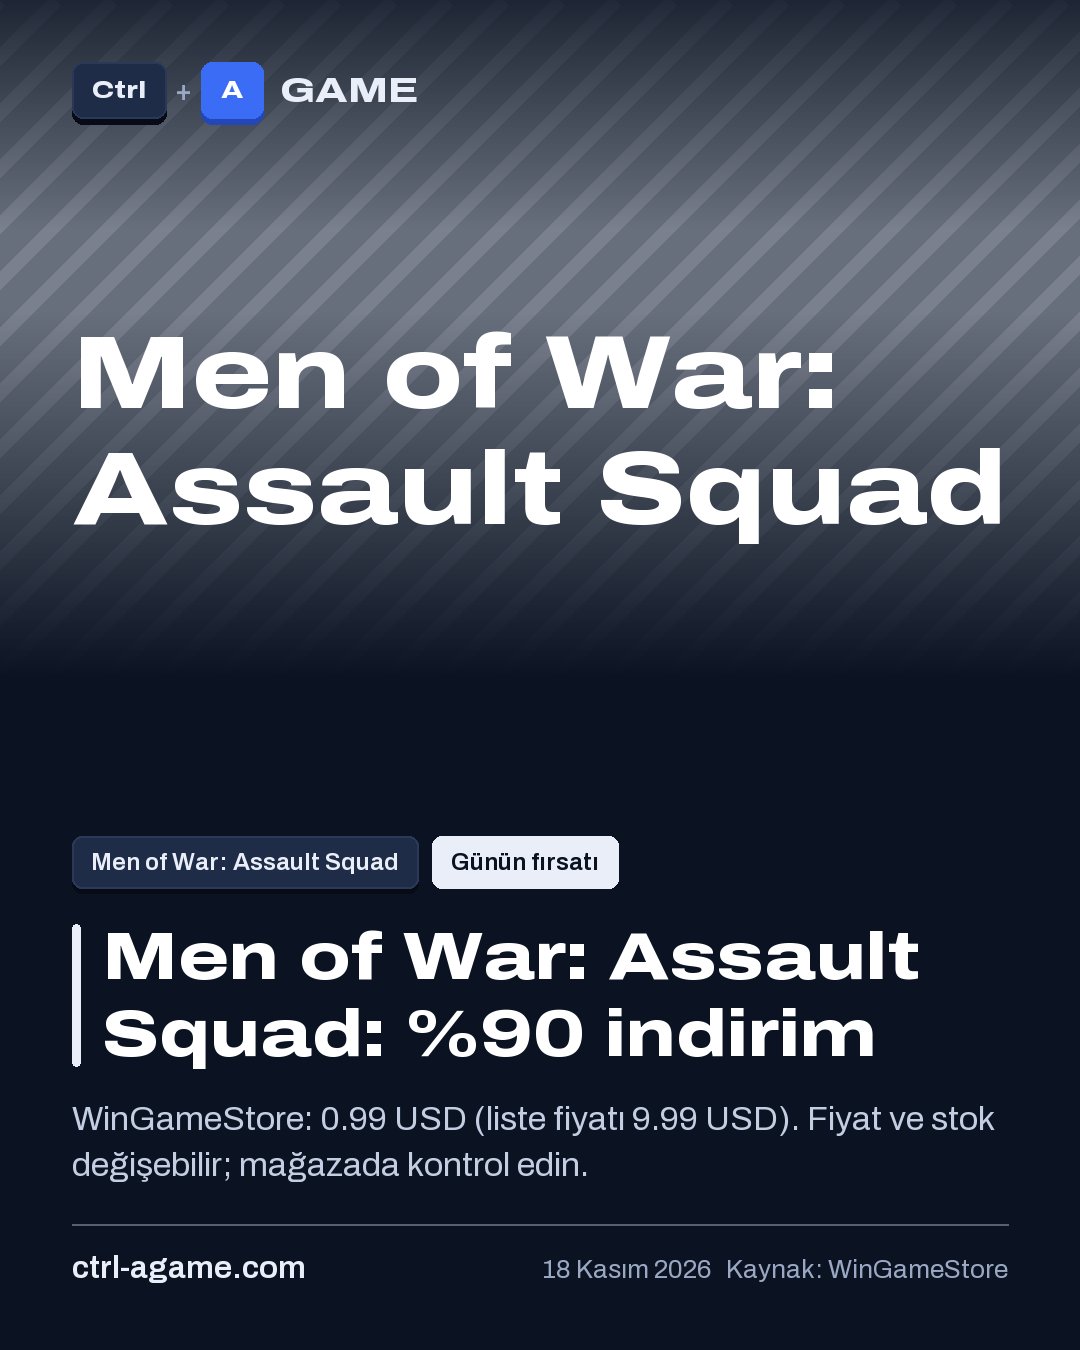 Ctrl + A GAME
Men of War:
Assault Squad
Men of War: Assault Squad Günün fırsatı
Men of War: Assault
Squad: %90 indirim
WinGameStore: 0.99 USD (liste fiyatı 9.99 USD). Fiyat ve stok
değişebilir; mağazada kontrol edin.
ctrl-agame.com 18 Kasım 2026 Kaynak: WinGameStore